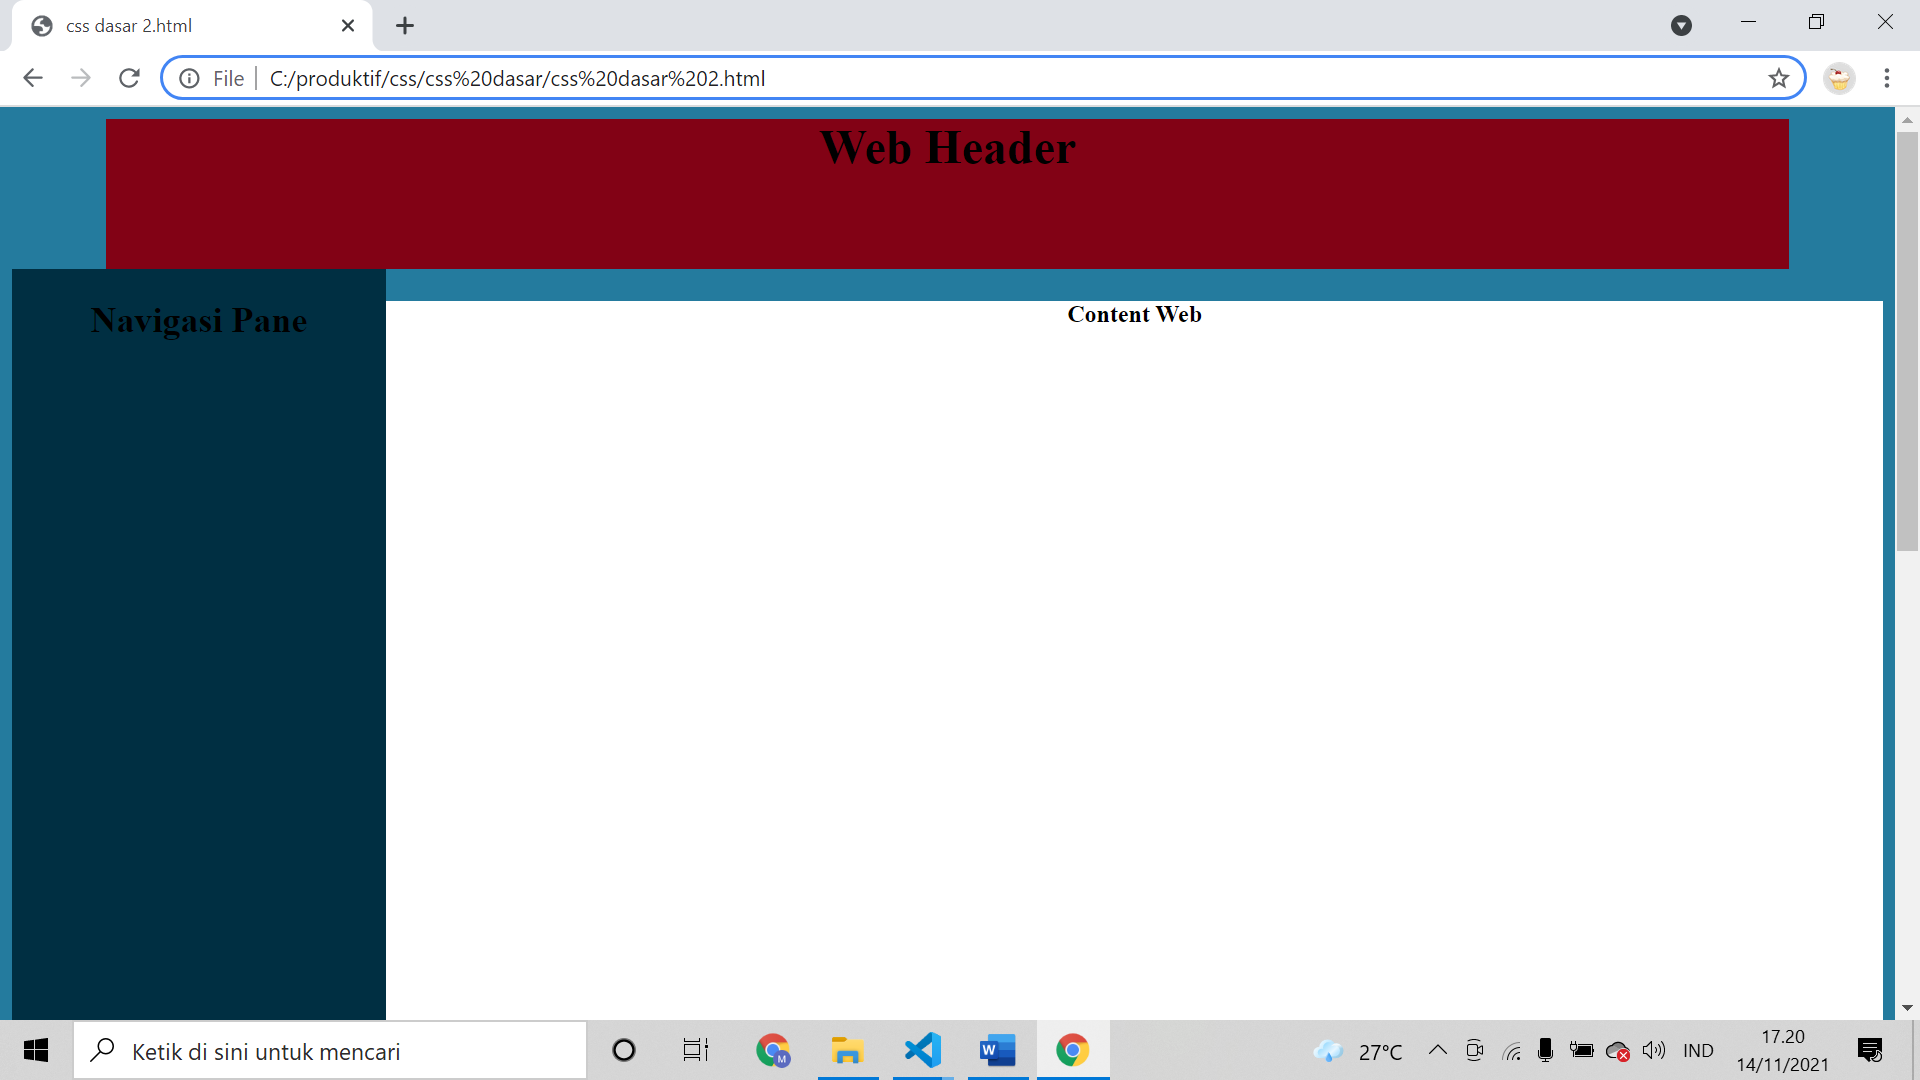 css dasar 2.html
File
C:/produktif/css/css%20dasar/css%20dasar%202.html
Web Header
Navigasi Pane
Content Web
Ketik di sini untuk mencari
M
W
27°C
IND
17.20
14/11/2021